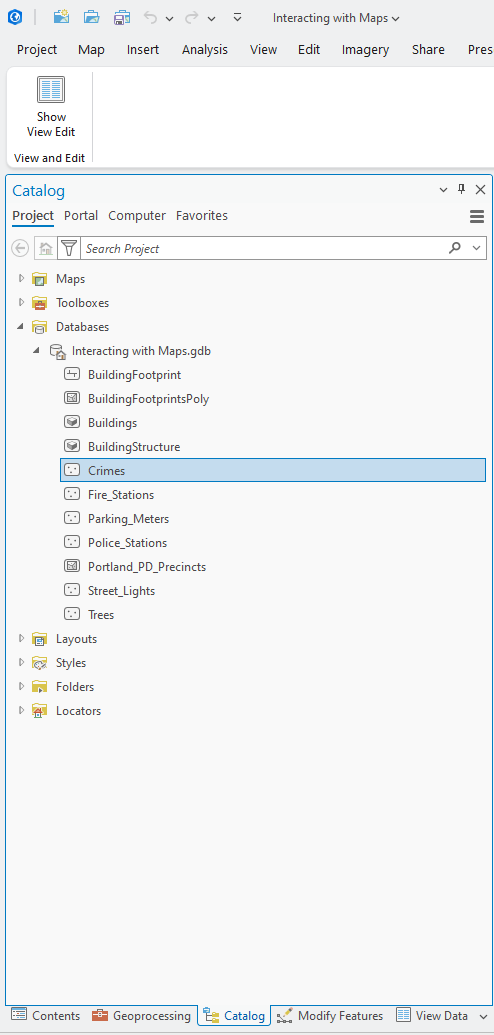 Interacting with Maps
Project Map Insert Analysis View Edit Imagery Share Pres
Show
View Edit
View and Edit
Catalog
Project Portal Computer Favorites
Search Project
Maps
Toolboxes
Databases
Interacting with Maps.gdb
BuildingFootprint
BuildingFootprintsPoly
Buildings
BuildingStructure
Crimes
Fire_Stations
Parking_Meters
Police_Stations
Portland_PD_Precincts
Street_Lights
Trees
Layouts
Styles
Folders
Locators
Contents Geoprocessing Catalog Modify Features View Data